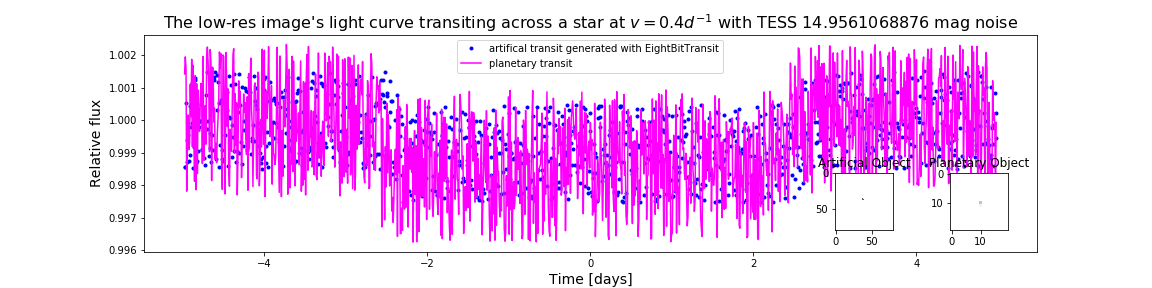 The low-res image's light curve transiting across a star at v = 0.4d⁻¹ with TESS 14.9561068876 mag noise
artifical transit generated with EightBitTransit
planetary transit
Relative flux
1.002
1.001
1.000
0.999
0.998
0.997
0.996
Artificial Object
Planetary Object
0
50
0
50
0
10
0
10
−4
−2
0
2
4
Time [days]